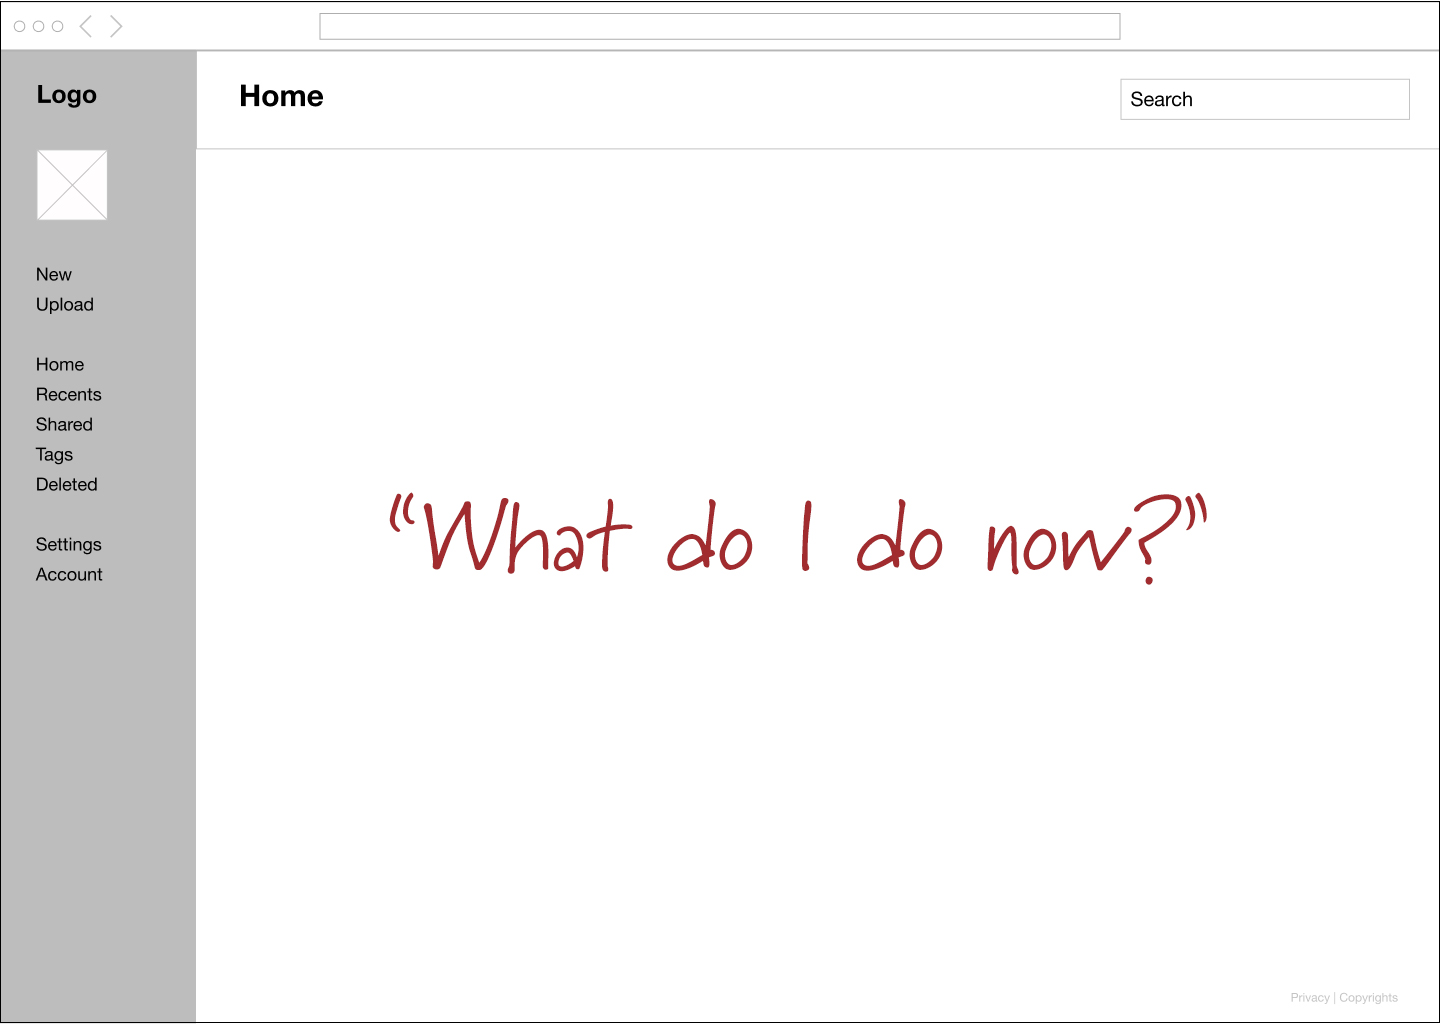 Logo
Home
Search
New
Upload
Home
Recents
Shared
Tags
Deleted
Settings
Account
“What do I do now?”
Privacy | Copyrights